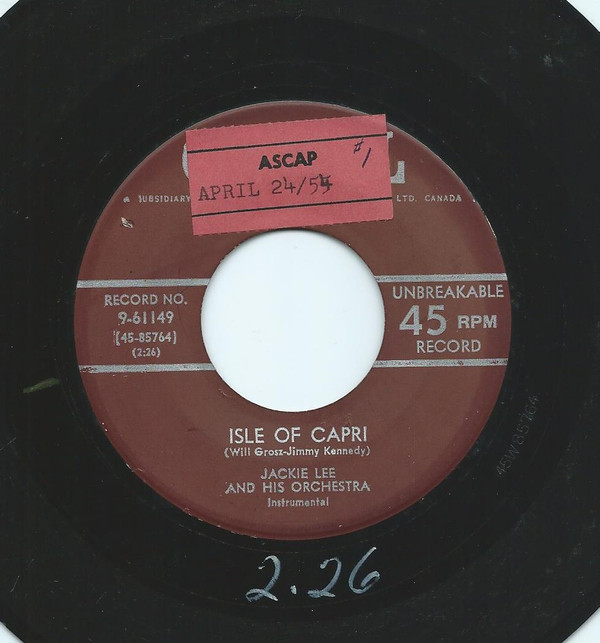 ASCAP #1
APRIL 24/54
SUBSIDIARY LTD. CANADA
RECORD NO.
9-61149
(45-85764)
(2:26)
UNBREAKABLE
45 RPM
RECORD
ISLE OF CAPRI
(Will Grosz-Jimmy Kennedy)
JACKIE LEE
AND HIS ORCHESTRA
Instrumental
2.26